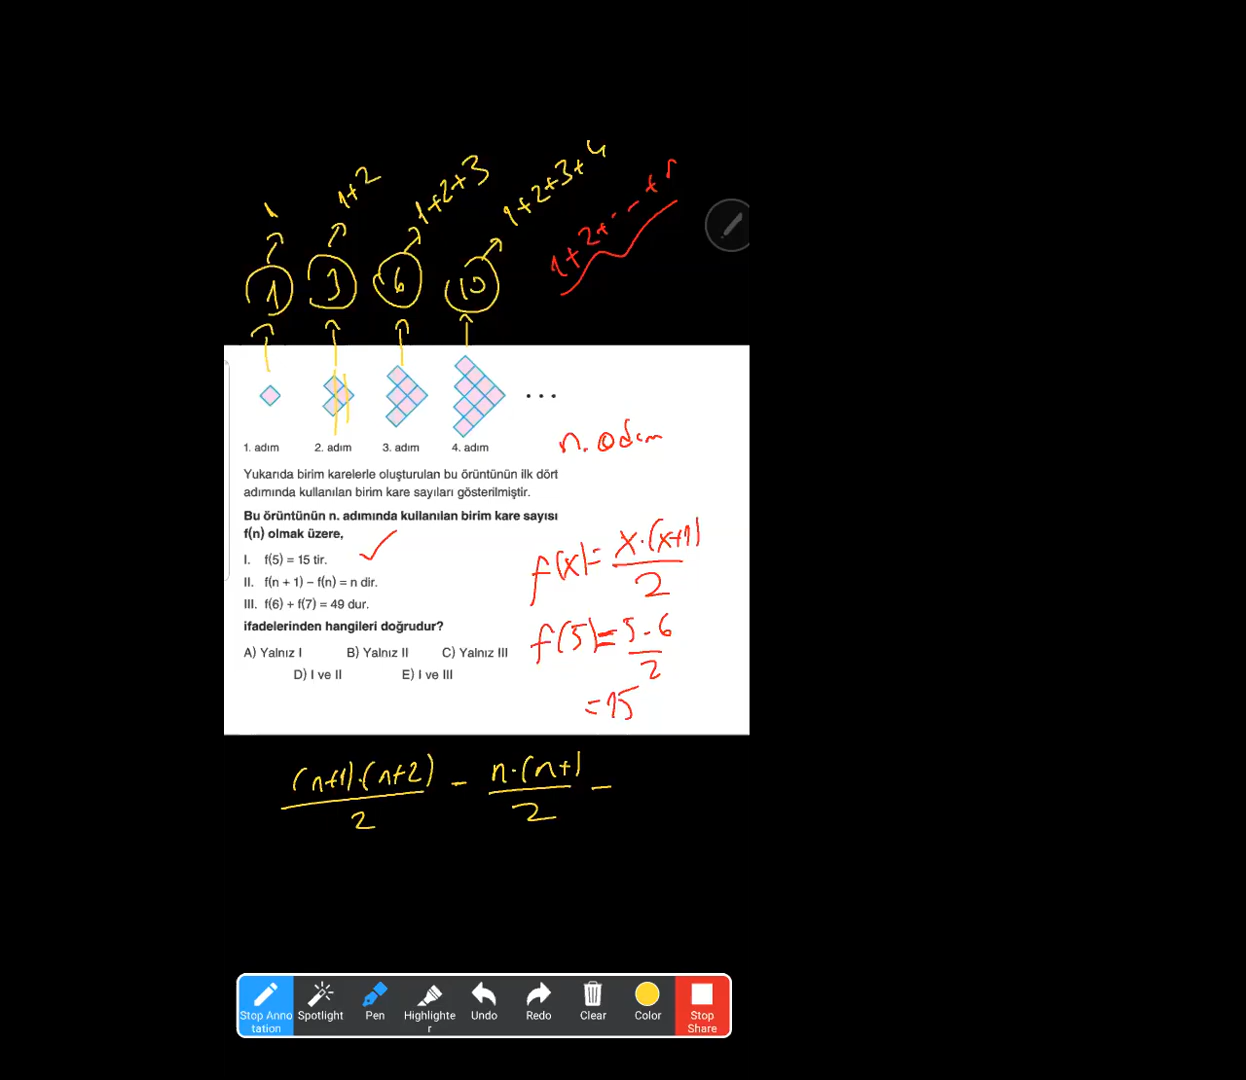 1 1+2 1+2+3 1+2+3+4 1+2+...+n
1 3 6 10
1. adım 2. adım 3. adım 4. adım ...
n. adım
Yukarıda birim karelerle oluşturulan bu örüntünün ilk dört
adımında kullanılan birim kare sayıları gösterilmiştir.
Bu örüntünün n. adımında kullanılan birim kare sayısı
f(n) olmak üzere,
I. f(5) = 15 tir.
II. f(n + 1) – f(n) = n dir.
III. f(6) + f(7) = 49 dur.
ifadelerinden hangileri doğrudur?
A) Yalnız I B) Yalnız II C) Yalnız III
D) I ve II E) I ve III
f(x)= x.(x+1)/2
f(5)= 5.6/2
=15
(n+1).(n+2)/2 - n.(n+1)/2 =
Stop Annotation Spotlight Pen Highlighter Undo Redo Clear Color Stop Share